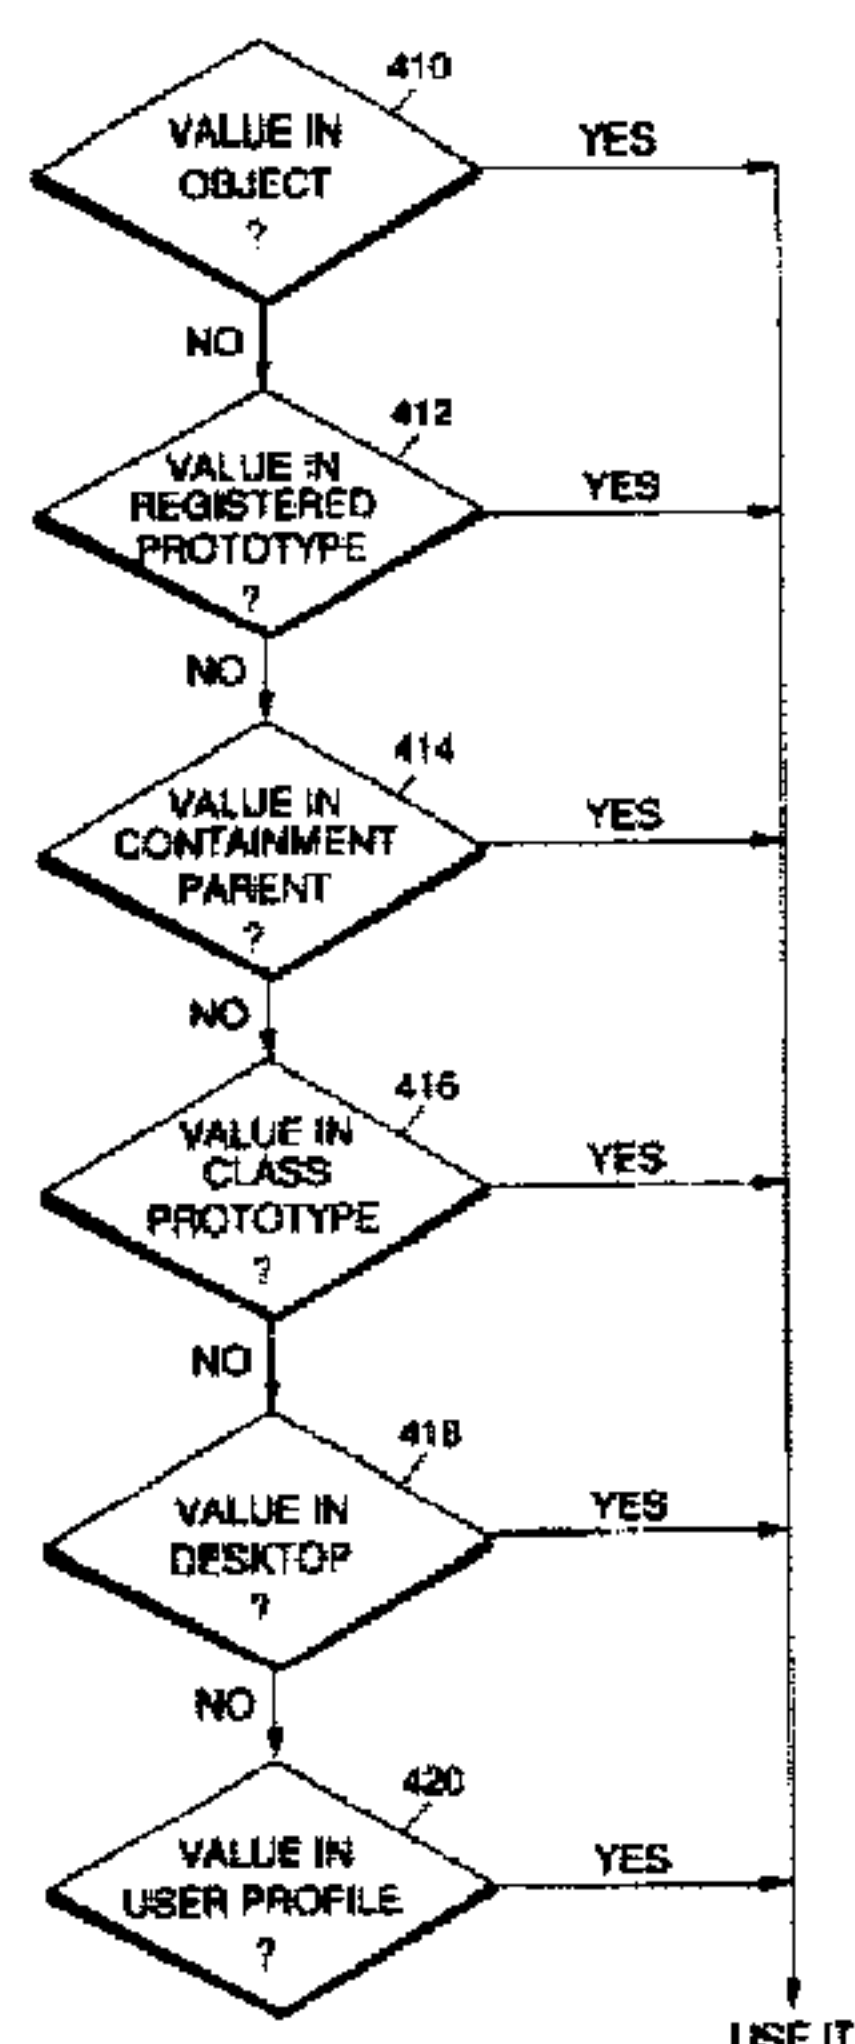 410
VALUE IN
OBJECT
?
YES
NO
412
VALUE IN
REGISTERED
PROTOTYPE
?
YES
NO
414
VALUE IN
CONTAINMENT
PARENT
?
YES
NO
416
VALUE IN
CLASS
PROTOTYPE
?
YES
NO
418
VALUE IN
DESKTOP
?
YES
NO
420
VALUE IN
USER PROFILE
?
YES
USE IT